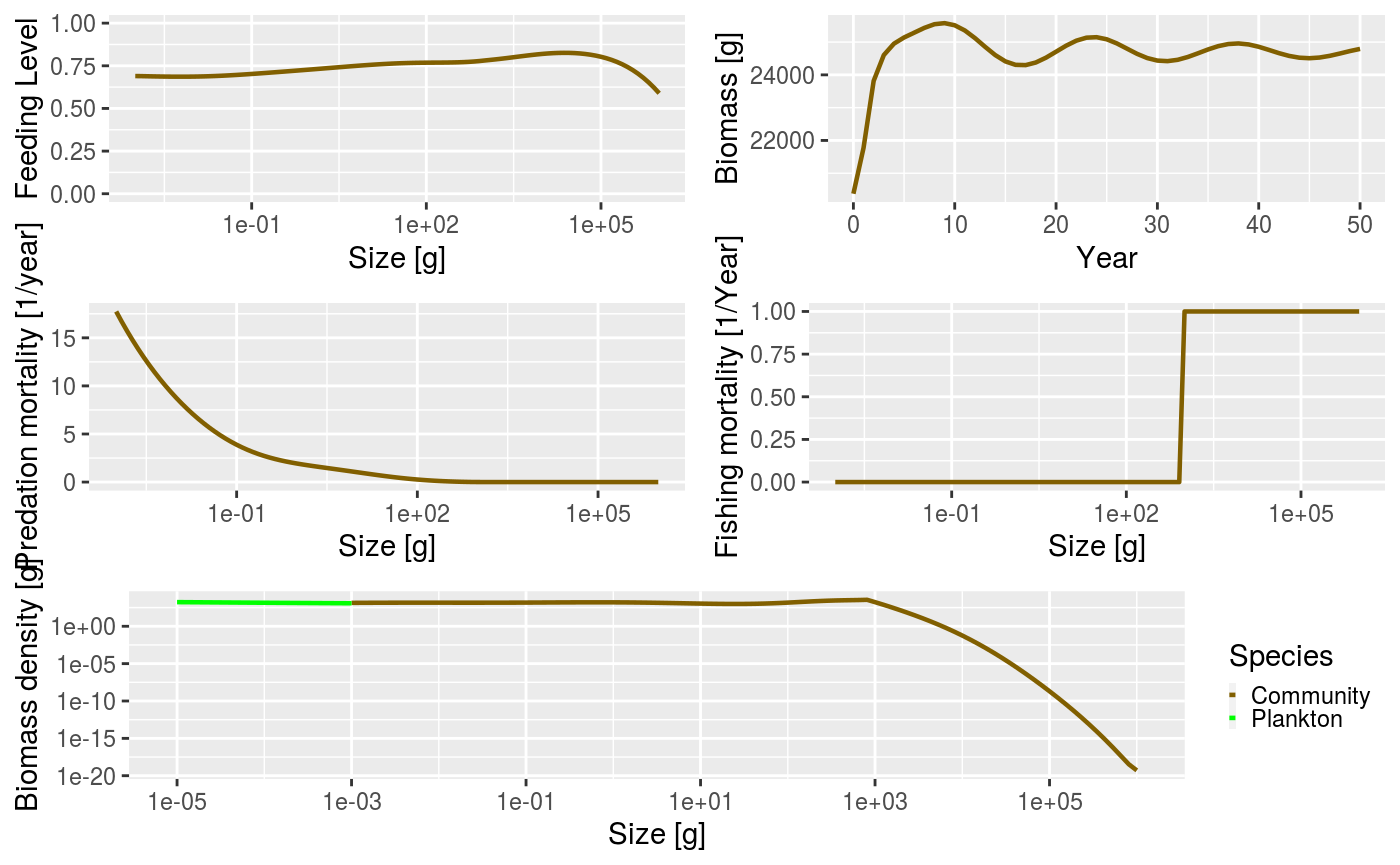 Feeding Level
1.00
0.75
0.50
0.25
0.00
1e-01 1e+02 1e+05
Size [g]
Biomass [g]
24000
22000
0 10 20 30 40 50
Year
Predation mortality [1/year]
15
10
5
0
1e-01 1e+02 1e+05
Size [g]
Fishing mortality [1/Year]
1.00
0.75
0.50
0.25
0.00
1e-01 1e+02 1e+05
Size [g]
Biomass density [g]
1e+00
1e-05
1e-10
1e-15
1e-20
1e-05 1e-03 1e-01 1e+01 1e+03 1e+05
Size [g]
Species
Community
Plankton